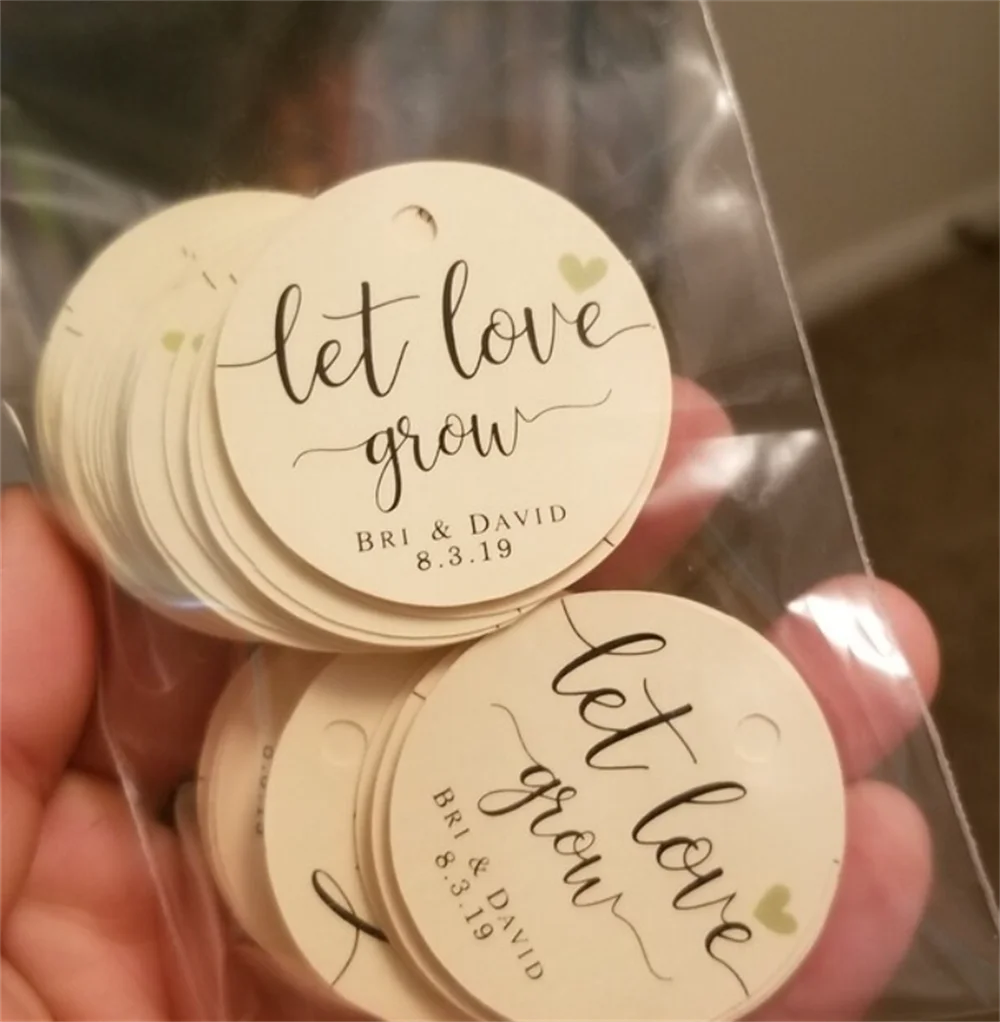 let love
grow
BRI & DAVID
8.3.19
let love
grow
BRI & DAVID
8.3.19